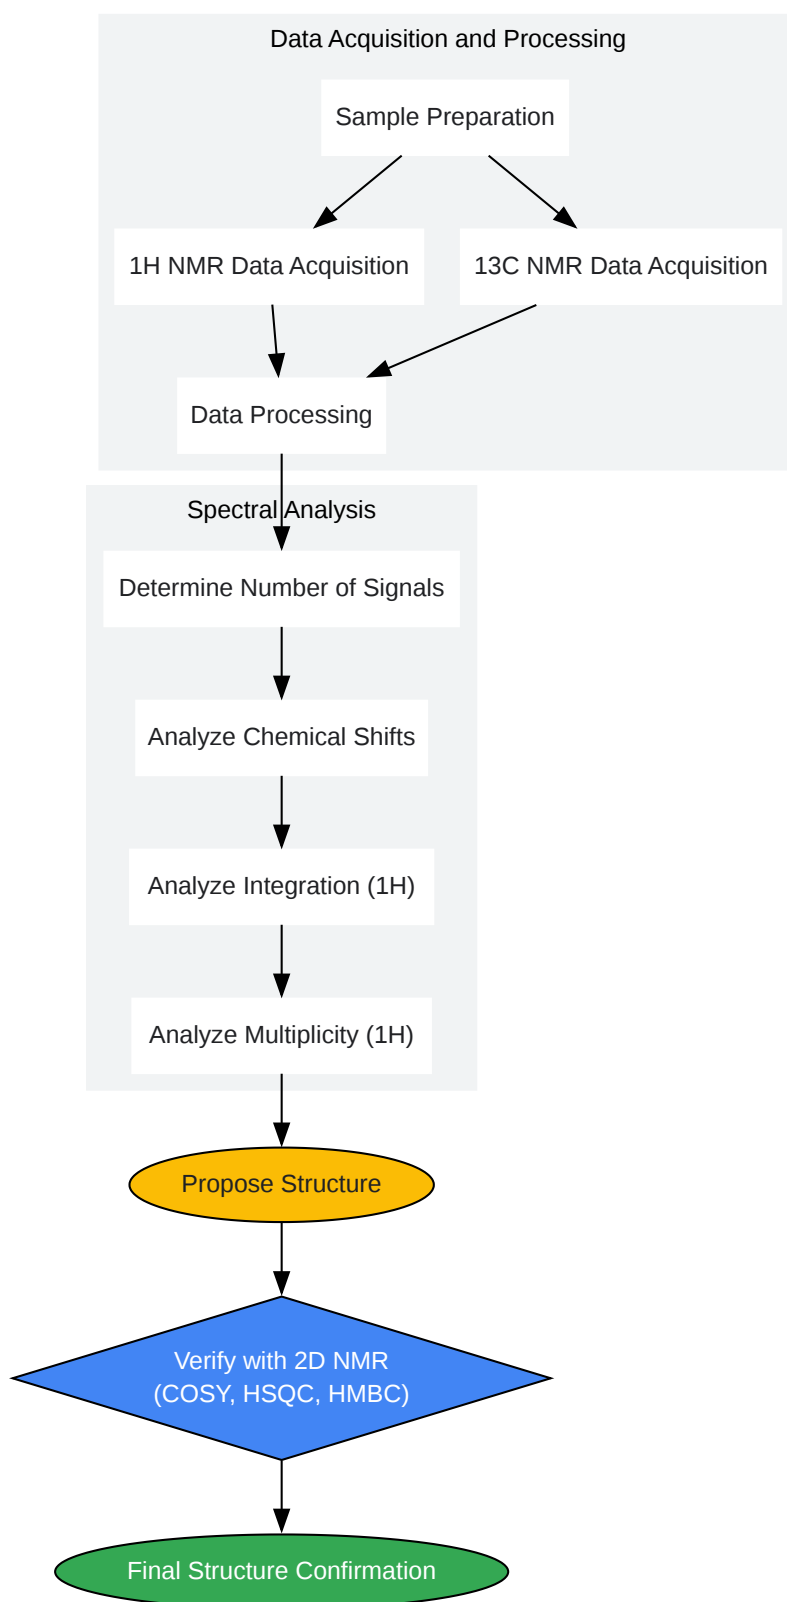 Data Acquisition and Processing
Sample Preparation
1H NMR Data Acquisition
13C NMR Data Acquisition
Data Processing
Spectral Analysis
Determine Number of Signals
Analyze Chemical Shifts
Analyze Integration (1H)
Analyze Multiplicity (1H)
Propose Structure
Verify with 2D NMR
(COSY, HSQC, HMBC)
Final Structure Confirmation